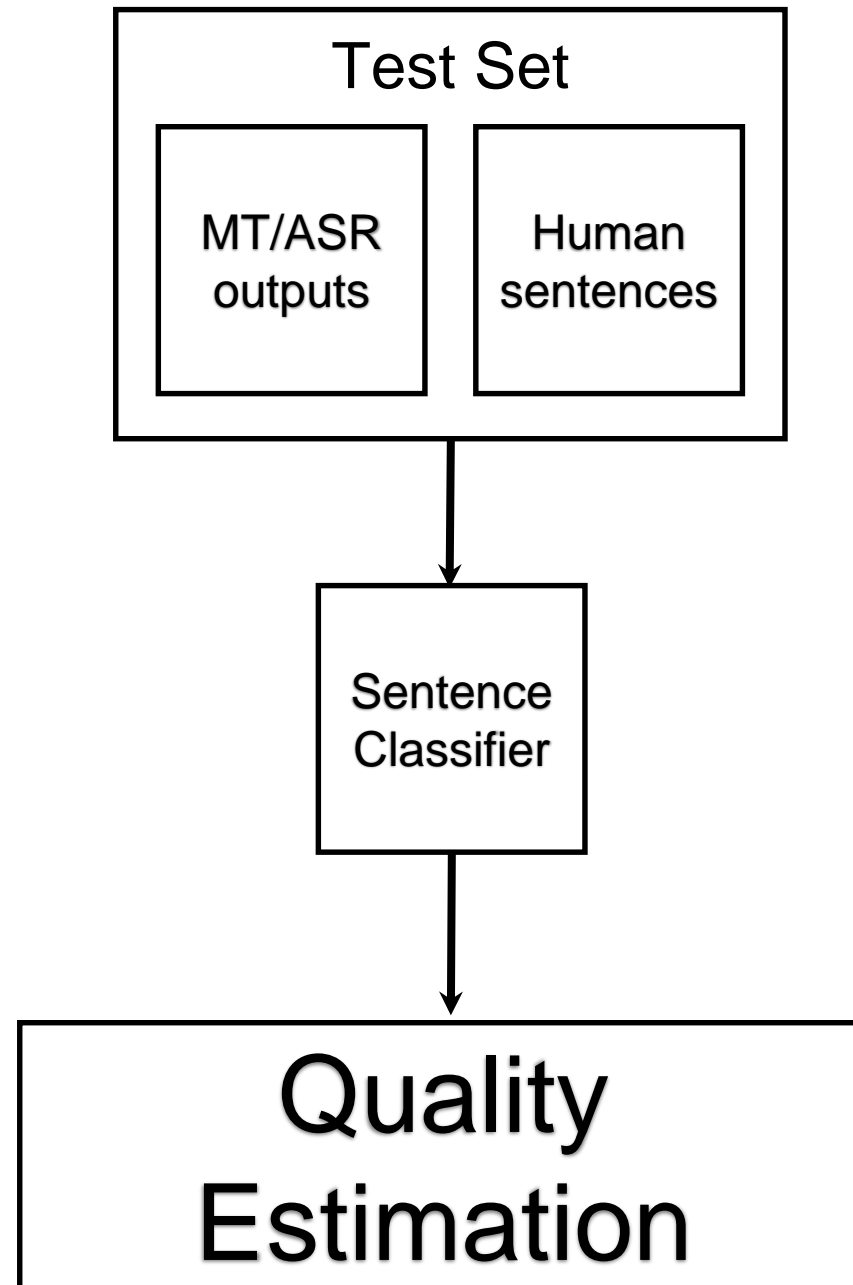 Test Set
MT/ASR
outputs
Human
sentences
Sentence
Classifier
Quality
Estimation